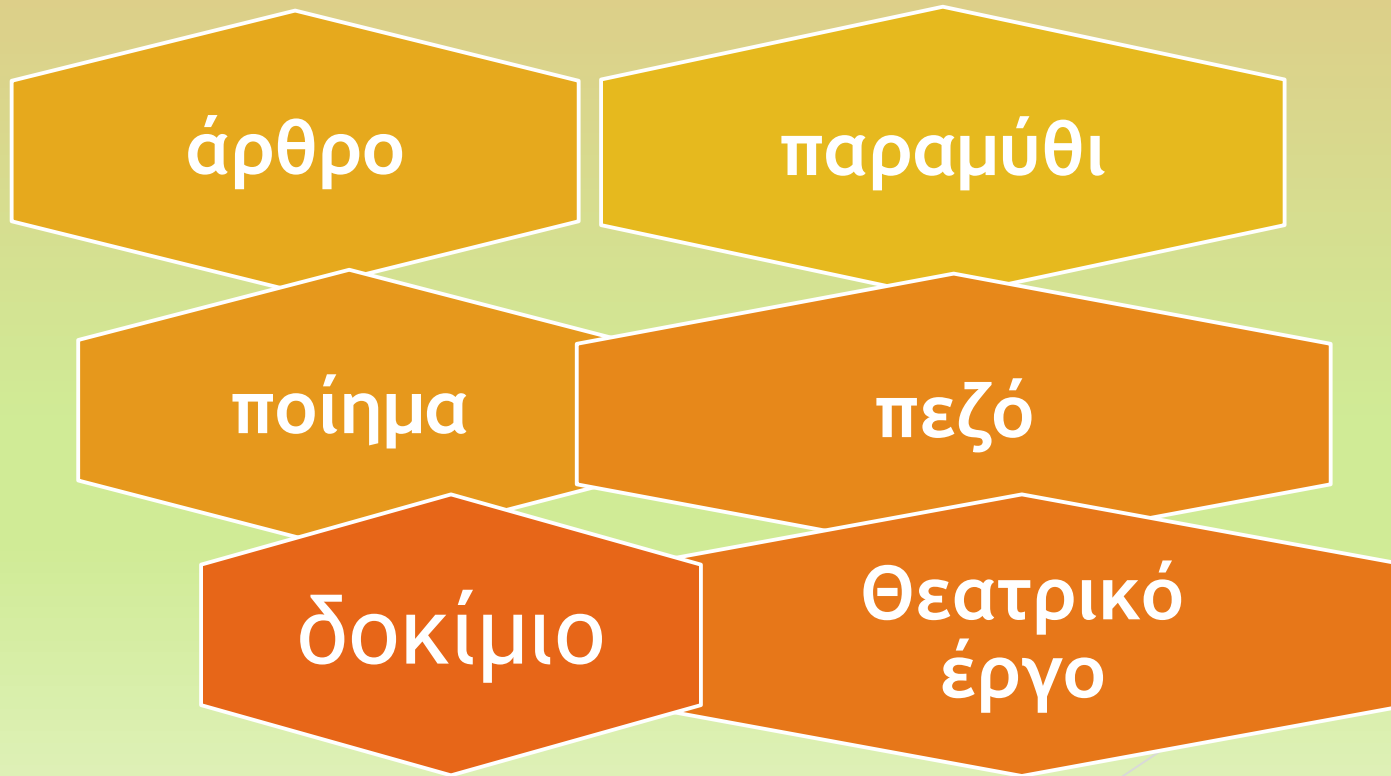 άρθρο
παραμύθι
ποίημα
πεζό
δοκίμιο
Θεατρικό
έργο